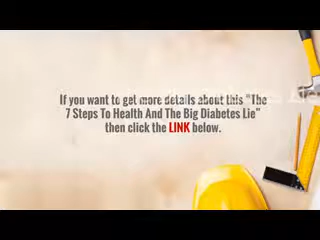 If you want to get more details about this “The
7 Steps To Health And The Big Diabetes Lie”
then click the LINK below.